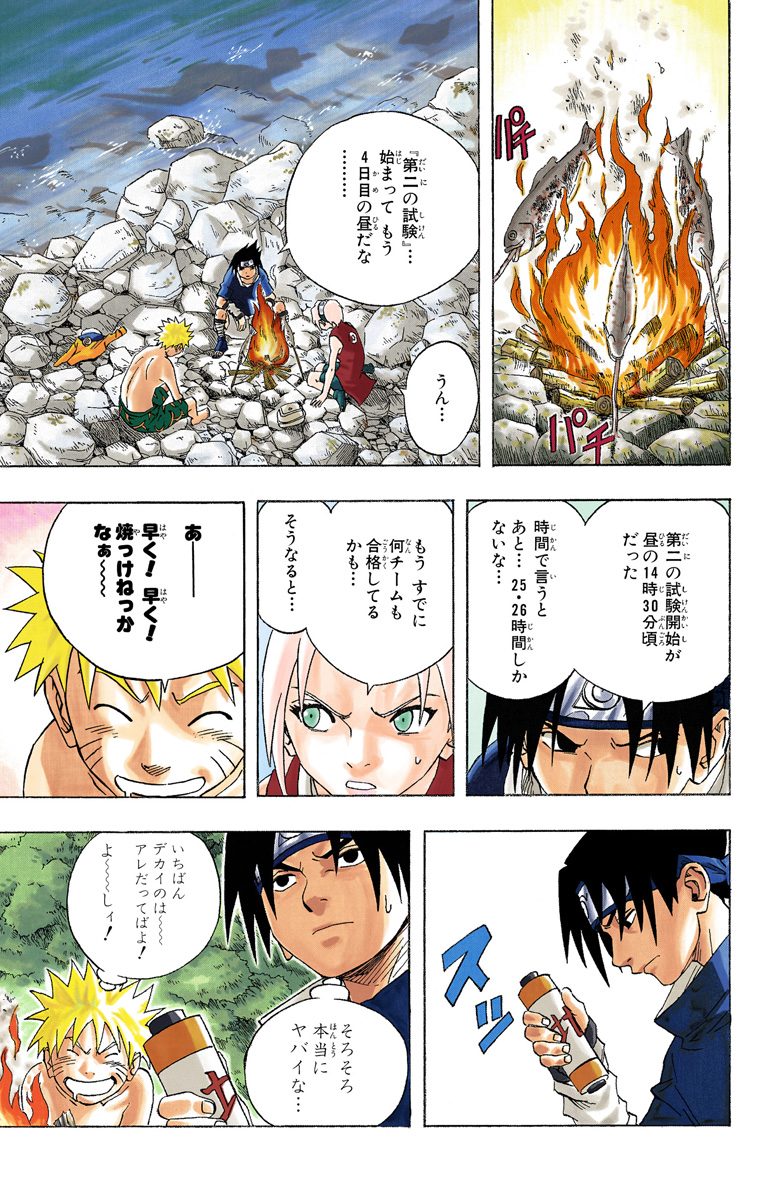 パチ
パチ
『第二の試験』…
始まって もう
４日目の昼だな
…………
うん…
第二の試験開始が
昼の14時30分頃
だった
時間で言うと
あと…25・26時間しか
ないな…
もう すでに
何チームも
合格してる
かも…
そうなると…
あ――
早く！早く！
焼っけねっか
なぁ〜〜
スッ
そろそろ
本当に
ヤバイな…
いちばん
デカイのは〜〜
アレだってばよ！
よ〜〜しィ！